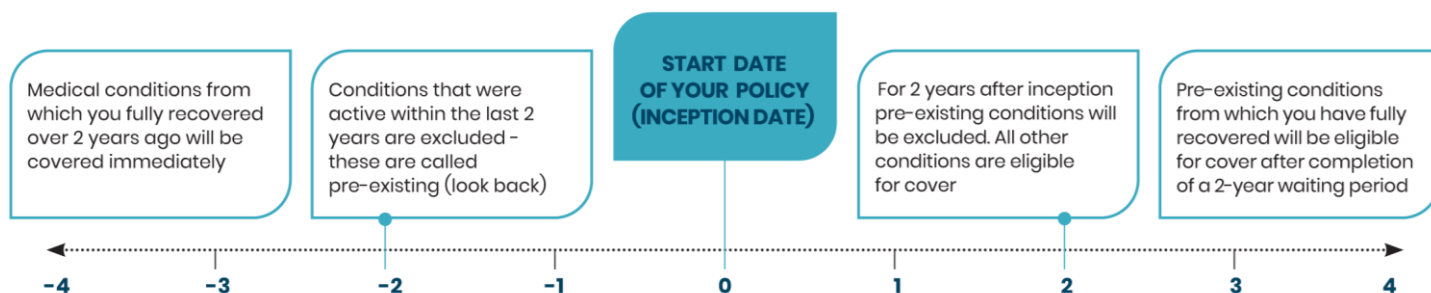 Medical conditions from
which you fully recovered
over 2 years ago will be
covered immediately
Conditions that were
active within the last 2
years are excluded -
these are called
pre-existing (look back)
START DATE
OF YOUR POLICY
(INCEPTION DATE)
For 2 years after inception
pre-existing conditions will
be excluded. All other
conditions are eligible
for cover
Pre-existing conditions
from which you have fully
recovered will be eligible
for cover after completion
of a 2-year waiting period
-4 -3 -2 -1 0 1 2 3 4